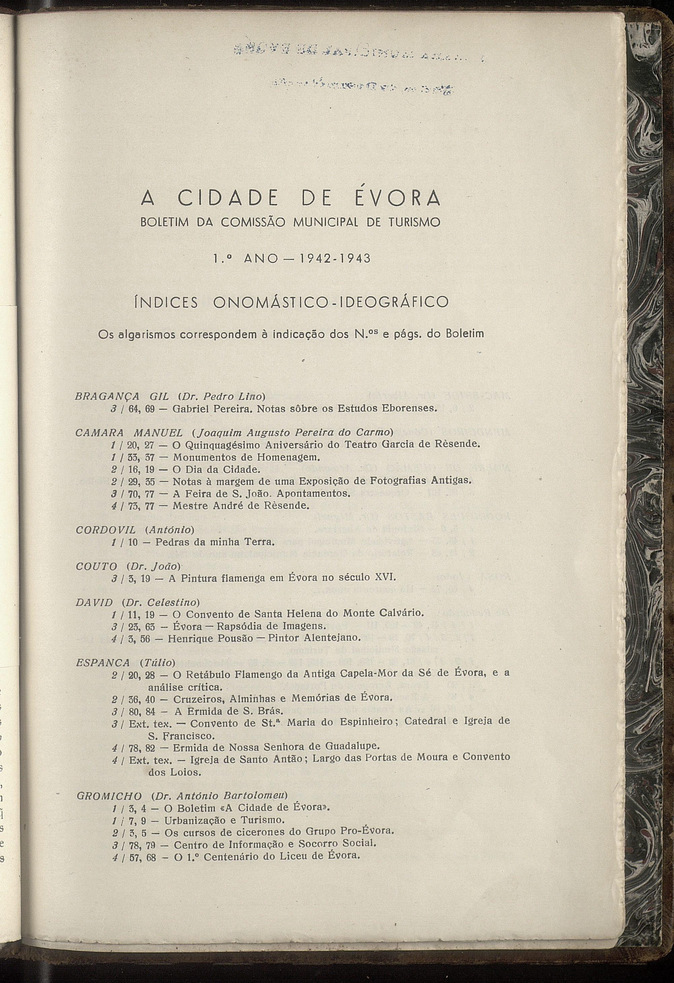 A CIDADE DE ÉVORA
BOLETIM DA COMISSÃO MUNICIPAL DE TURISMO
1.º ANO — 1942-1943
ÍNDICES ONOMÁSTICO-IDEOGRÁFICO
Os algarismos correspondem à indicação dos N.ᵒˢ e págs. do Boletim
BRAGANÇA GIL (Dr. Pedro Lino)
3 / 64, 69 — Gabriel Pereira. Notas sôbre os Estudos Eborenses.
CAMARA MANUEL (Joaquim Augusto Pereira do Carmo)
1 / 20, 27 — O Quinquagésimo Aniversário do Teatro Garcia de Rèsende.
1 / 33, 37 — Monumentos de Homenagem.
2 / 16, 19 — O Dia da Cidade.
2 / 29, 35 — Notas à margem de uma Exposição de Fotografias Antigas.
3 / 70, 77 — A Feira de S. João. Apontamentos.
4 / 73, 77 — Mestre André de Rèsende.
CORDOVIL (António)
1 / 10 — Pedras da minha Terra.
COUTO (Dr. João)
3 / 3, 19 — A Pintura flamenga em Évora no século XVI.
DAVID (Dr. Celestino)
1 / 11, 19 — O Convento de Santa Helena do Monte Calvário.
3 / 23, 63 — Évora — Rapsódia de Imagens.
4 / 3, 56 — Henrique Pousão — Pintor Alentejano.
ESPANCA (Túlio)
2 / 20, 28 — O Retábulo Flamengo da Antiga Capela-Mor da Sé de Évora, e a
análise crítica.
2 / 36, 40 — Cruzeiros, Alminhas e Memórias de Évora.
3 / 80, 84 — A Ermida de S. Brás.
3 / Ext. tex. — Convento de St.ª Maria do Espinheiro; Catedral e Igreja de
S. Francisco.
4 / 78, 82 — Ermida de Nossa Senhora de Guadalupe.
4 / Ext. tex. — Igreja de Santo Antão; Largo das Portas de Moura e Convento
dos Loios.
GROMICHO (Dr. António Bartolomeu)
1 / 3, 4 — O Boletim «A Cidade de Évora».
1 / 7, 9 — Urbanização e Turismo.
2 / 3, 5 — Os cursos de cicerones do Grupo Pro-Évora.
3 / 78, 79 — Centro de Informação e Socorro Social.
4 / 57, 68 — O 1.º Centenário do Liceu de Évora.